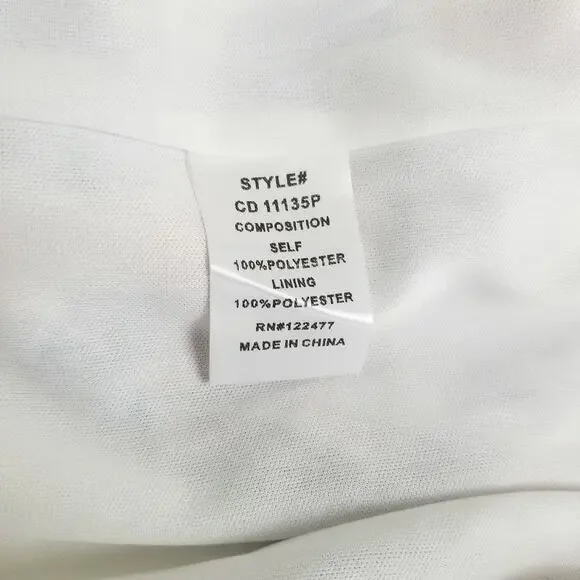 STYLE#
CD 11135P
COMPOSITION
SELF
100%POLYESTER
LINING
100%POLYESTER
RN#122477
MADE IN CHINA